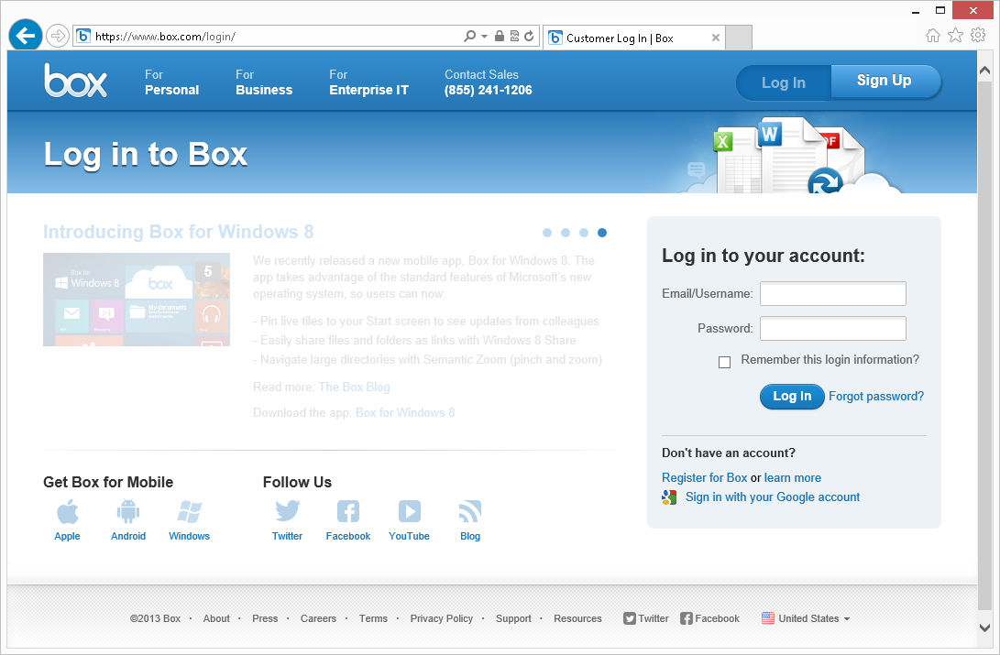 https://www.box.com/login/
Customer Log In | Box
box
For
Personal
For
Business
For
Enterprise IT
Contact Sales
(855) 241-1206
Log In
Sign Up
Log in to Box
X
W
Introducing Box for Windows 8
Box for
Windows 8
box
5
My Documents
We recently released a new mobile app, Box for Windows 8. The
app takes advantage of the standard features of Microsoft's new
operating system, so users can now:
- Pin live tiles to your Start screen to see updates from colleagues
- Easily share files and folders as links with Windows 8 Share
- Navigate large directories with Semantic Zoom (pinch and zoom)
Read more: The Box Blog
Download the app: Box for Windows 8
Log in to your account:
Email/Username:
Password:
Remember this login information?
Log In
Forgot password?
Don't have an account?
Register for Box or learn more
Sign in with your Google account
Get Box for Mobile
Apple
Android
Windows
Follow Us
Twitter
Facebook
YouTube
Blog
©2013 Box · About · Press · Careers · Terms · Privacy Policy · Support · Resources
Twitter
Facebook
United States